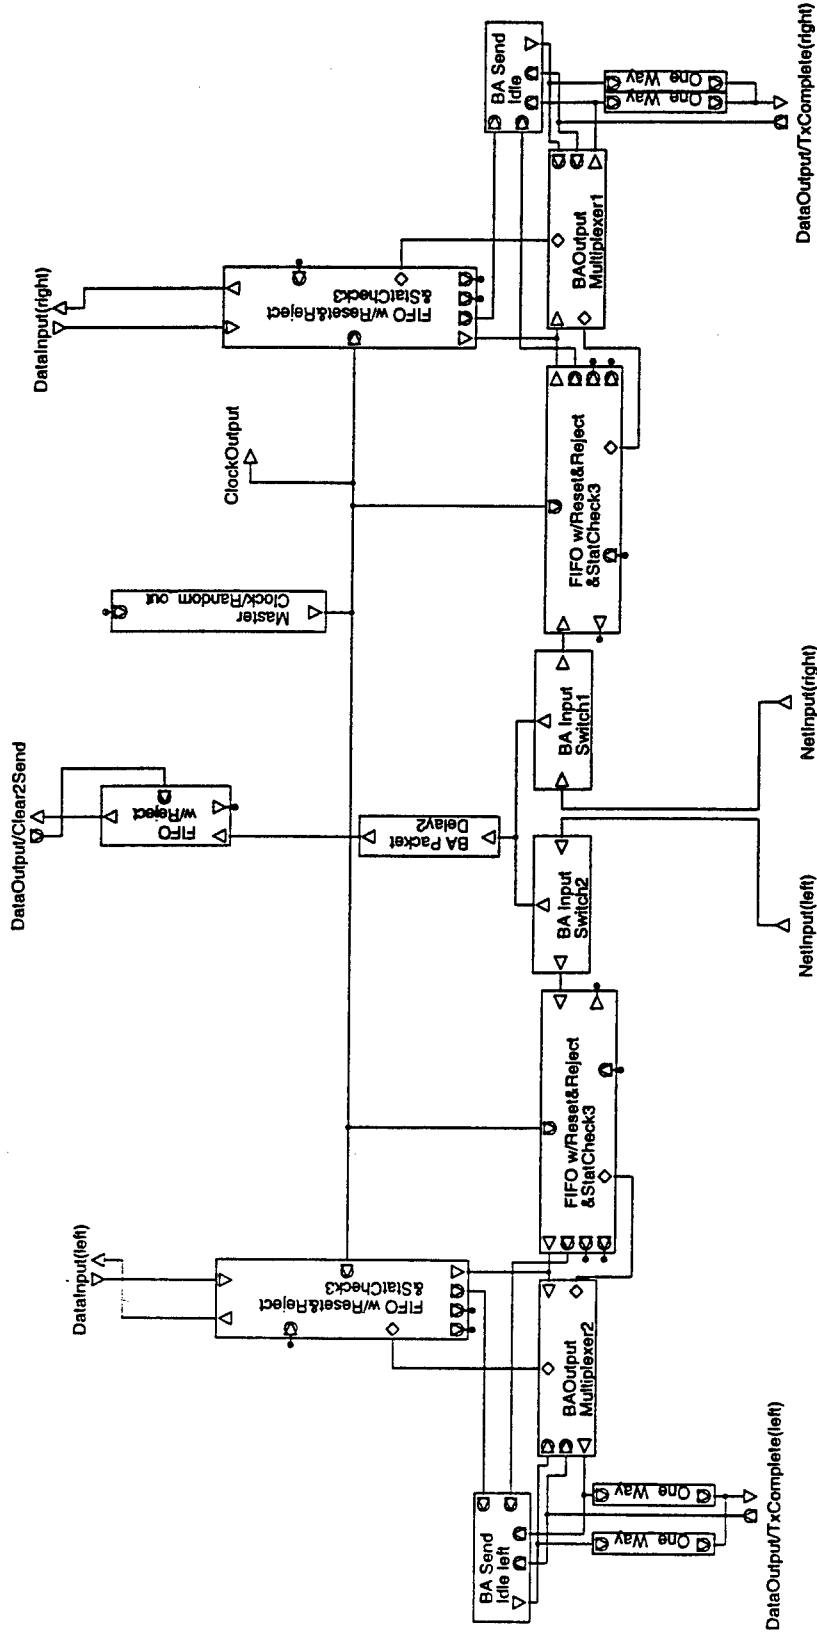 DataInput(right)
FIFO w/Reset&Reject
&StatCheck3
BA Send
Idle
One Way
One Way
DataOutput/TxComplete(right)
BAOutput
Multiplexer1
ClockOutput
Master
Clock/Random out
FIFO w/Reset&Reject
&StatCheck3
DataOutput/Clear2Send
FIFO
w/Reject
BA Packet
Delay2
BA Input
Switch1
NetInput(right)
BA Input
Switch2
NetInput(left)
FIFO w/Reset&Reject
&StatCheck3
DataInput(left)
FIFO w/Reset&Reject
&StatCheck3
BAOutput
Multiplexer2
BA Send
Idle left
One Way
One Way
DataOutput/TxComplete(left)